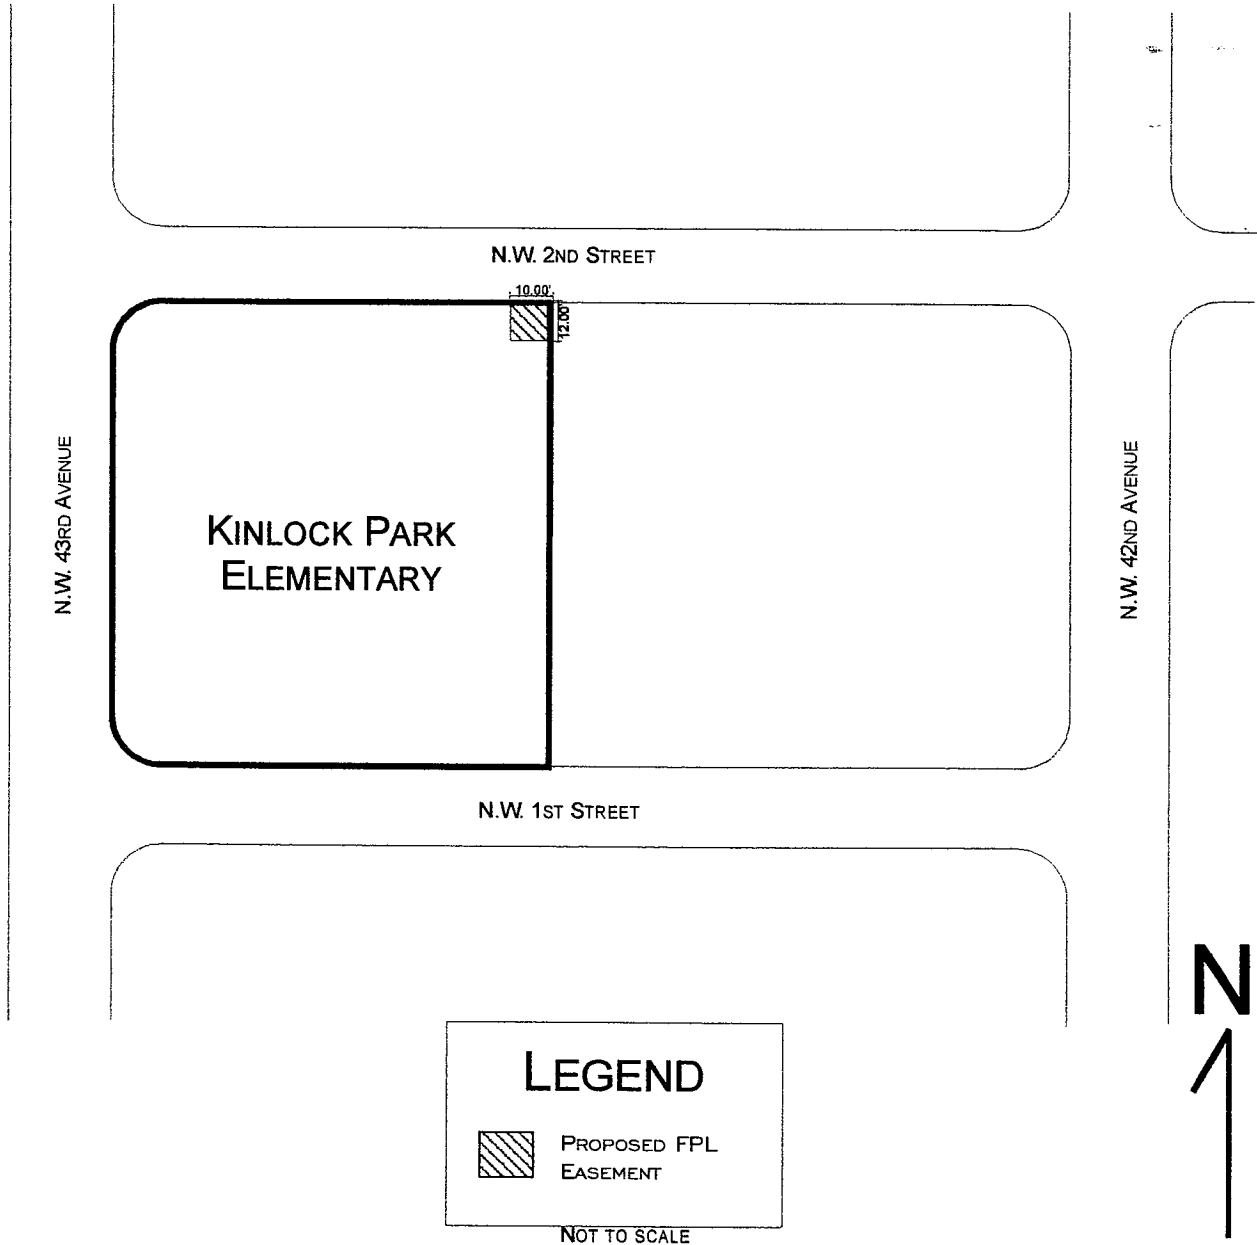 N.W. 2ND STREET
10.00'
12.00'
N.W. 43RD AVENUE
KINLOCK PARK
ELEMENTARY
N.W. 42ND AVENUE
N.W. 1ST STREET
N
LEGEND
PROPOSED FPL
EASEMENT
NOT TO SCALE